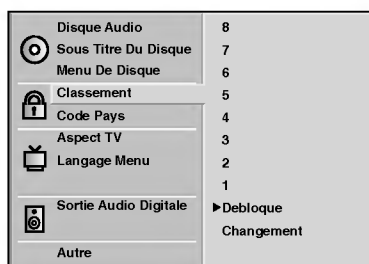 Disque Audio
Sous Titre Du Disque
Menu De Disque
Classement
Code Pays
Aspect TV
Langage Menu
Sortie Audio Digitale
Autre
8
7
6
5
4
3
2
1
►Debloque
Changement